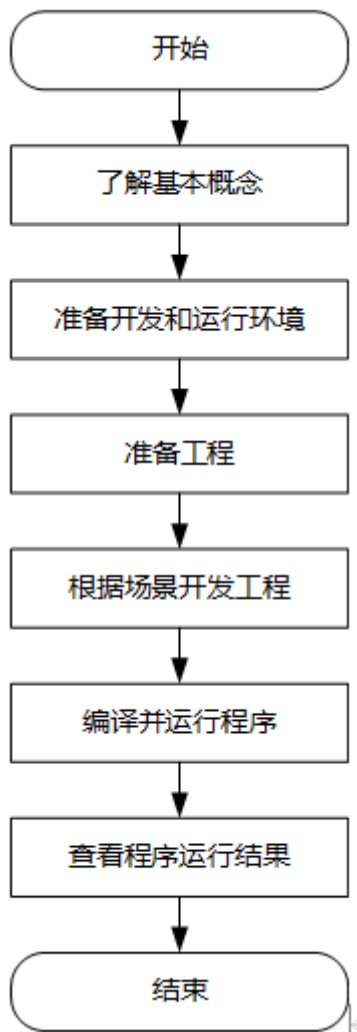 开始
了解基本概念
准备开发和运行环境
准备工程
根据场景开发工程
编译并运行程序
查看程序运行结果
结束